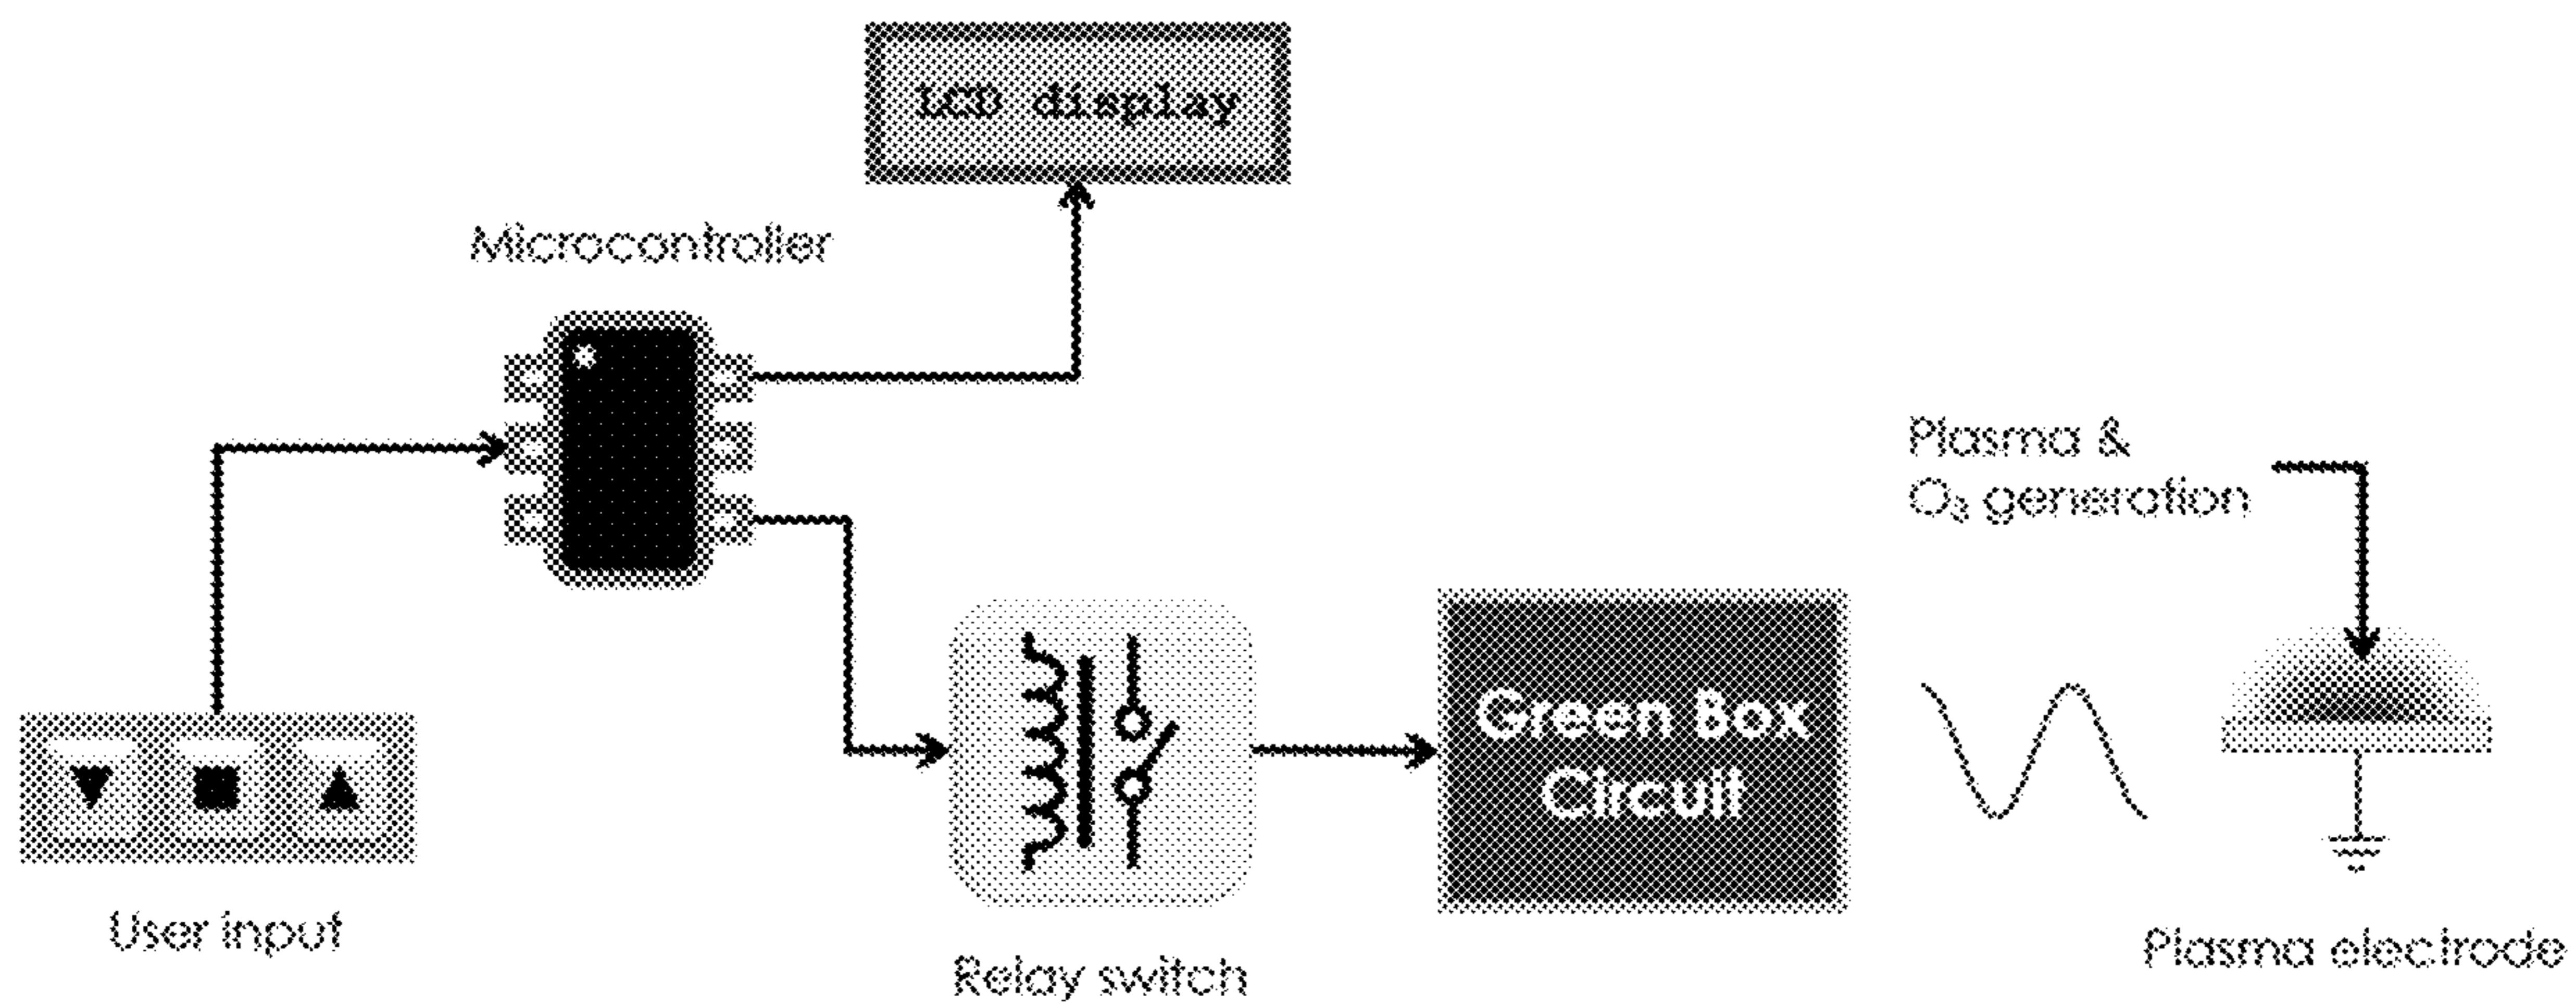 LCD display
Microcontroller
Plasma &
O₃ generation
Green Box
Circuit
User input
Relay switch
Plasma electrode